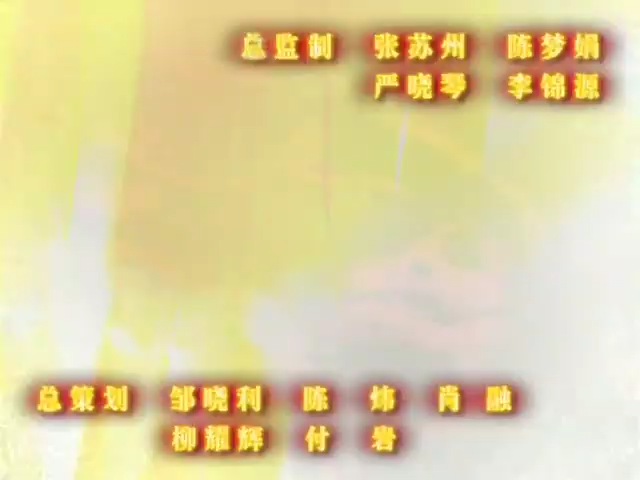 总监制 张苏州 陈梦娟
严晓琴 李锦源
总策划 邹晓利 陈炜 肖融
柳耀辉 付岩